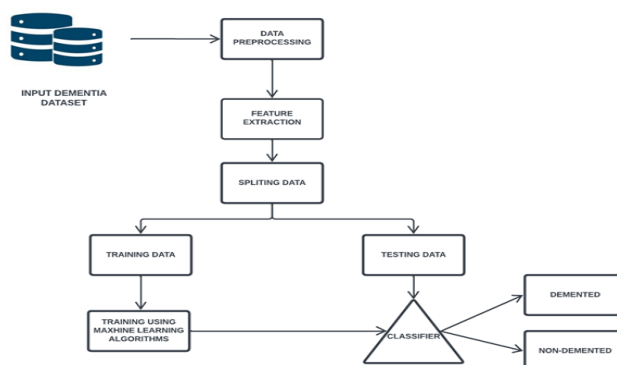 DATA
PREPROCESSING
INPUT DEMENTIA
DATASET
FEATURE
EXTRACTION
SPLITING DATA
TRAINING DATA
TESTING DATA
DEMENTED
TRAINING USING
MAXHINE LEARNING
ALGORITHMS
CLASSIFIER
NON-DEMENTED